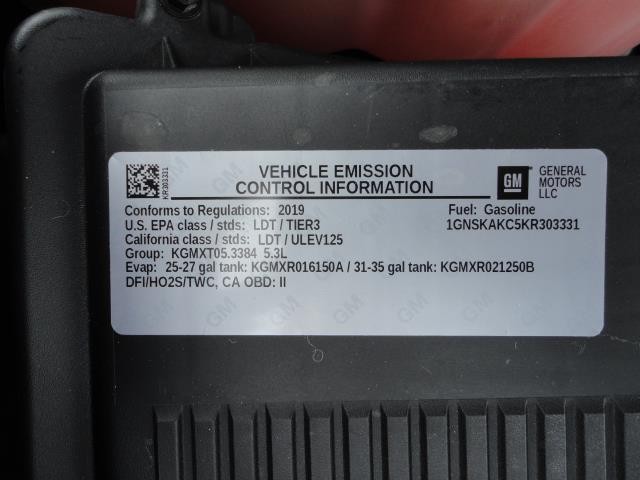 KR303331
VEHICLE EMISSION
CONTROL INFORMATION
GM
GENERAL
MOTORS
LLC
Conforms to Regulations: 2019
Fuel: Gasoline
U.S. EPA class / stds: LDT / TIER3
1GNSKAKC5KR303331
California class / stds: LDT / ULEV125
Group: KGMXT05.3384 5.3L
Evap: 25-27 gal tank: KGMXR016150A / 31-35 gal tank: KGMXR021250B
DFI/HO2S/TWC, CA OBD: II